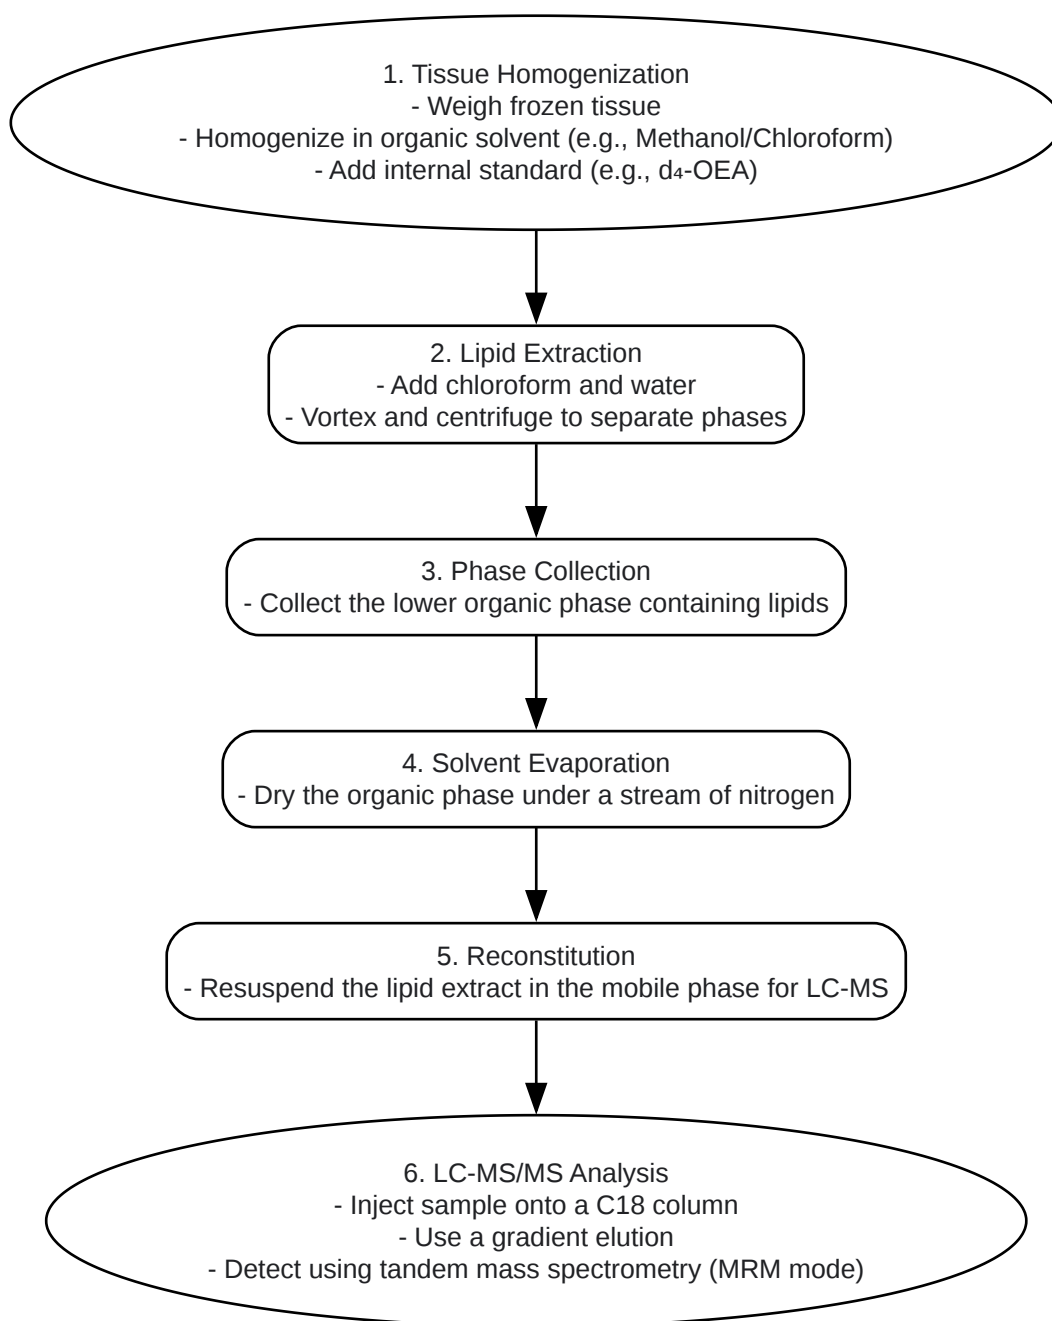 1. Tissue Homogenization
- Weigh frozen tissue
- Homogenize in organic solvent (e.g., Methanol/Chloroform)
- Add internal standard (e.g., d₄-OEA)
2. Lipid Extraction
- Add chloroform and water
- Vortex and centrifuge to separate phases
3. Phase Collection
- Collect the lower organic phase containing lipids
4. Solvent Evaporation
- Dry the organic phase under a stream of nitrogen
5. Reconstitution
- Resuspend the lipid extract in the mobile phase for LC-MS
6. LC-MS/MS Analysis
- Inject sample onto a C18 column
- Use a gradient elution
- Detect using tandem mass spectrometry (MRM mode)